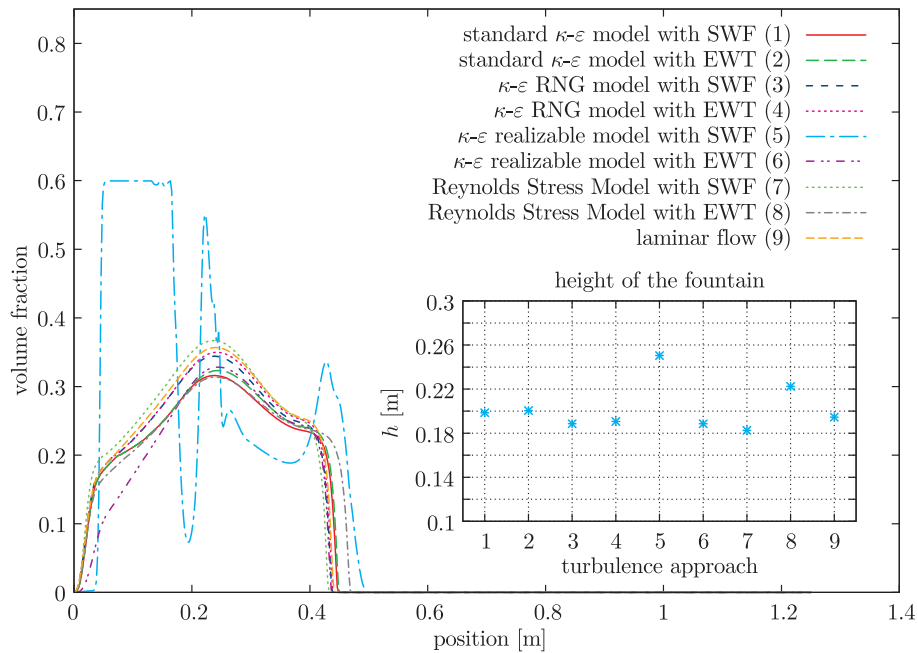 standard κ-ε model with SWF (1)
standard κ-ε model with EWT (2)
κ-ε RNG model with SWF (3)
κ-ε RNG model with EWT (4)
κ-ε realizable model with SWF (5)
κ-ε realizable model with EWT (6)
Reynolds Stress Model with SWF (7)
Reynolds Stress Model with EWT (8)
laminar flow (9)
0.8
0.7
0.6
0.5
0.4
0.3
0.2
0.1
0
volume fraction
0 0.2 0.4 0.6 0.8 1 1.2 1.4
position [m]
height of the fountain
0.3
0.26
0.22
0.18
0.14
0.1
h [m]
1 2 3 4 5 6 7 8 9
turbulence approach